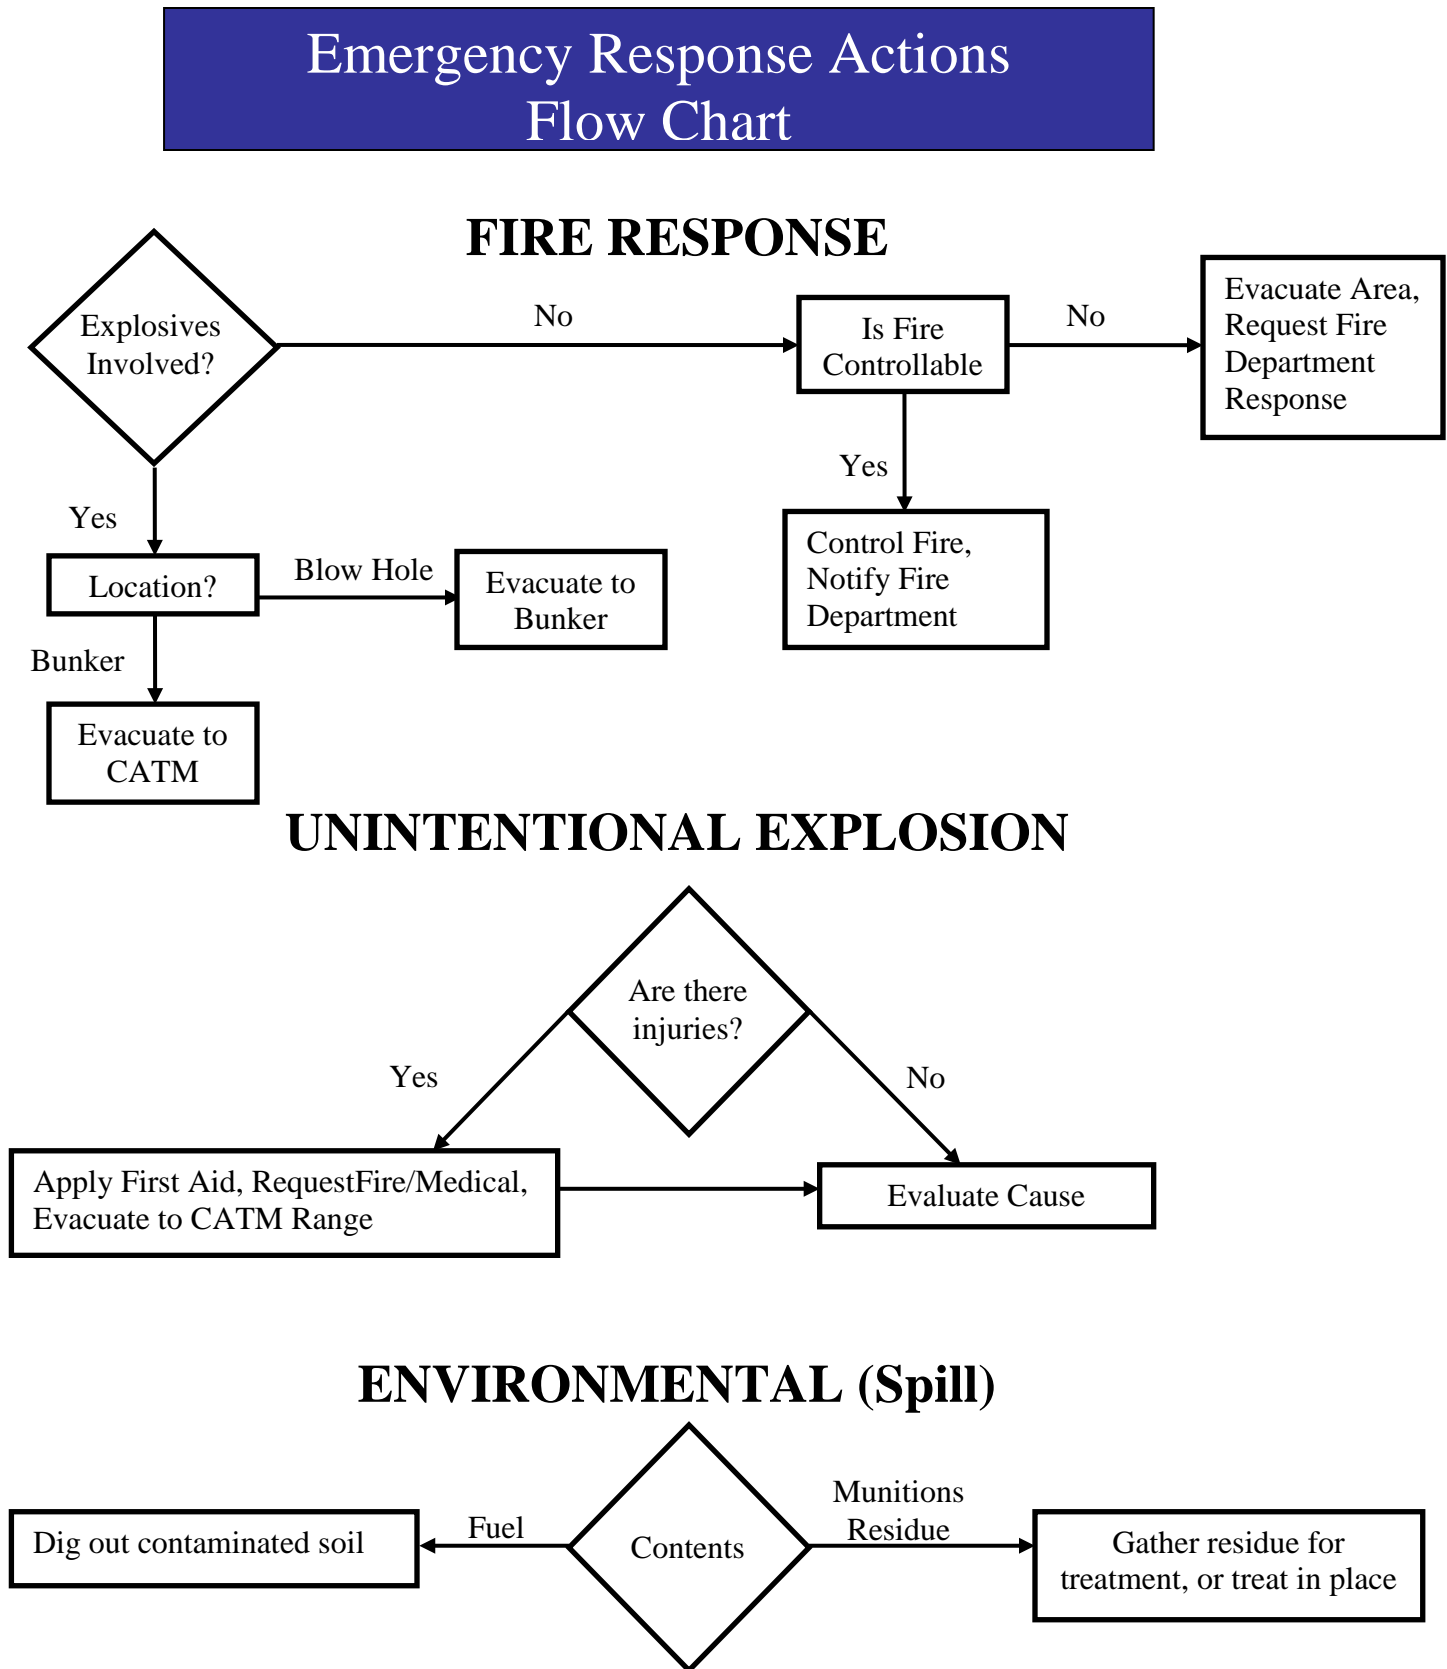 Emergency Response Actions
Flow Chart
FIRE RESPONSE
Explosives
Involved?
No
Is Fire
Controllable
No
Evacuate Area,
Request Fire
Department
Response
Yes
Control Fire,
Notify Fire
Department
Yes
Location?
Blow Hole
Evacuate to
Bunker
Bunker
Evacuate to
CATM
UNINTENTIONAL EXPLOSION
Are there
injuries?
Yes
No
Apply First Aid, RequestFire/Medical,
Evacuate to CATM Range
Evaluate Cause
ENVIRONMENTAL (Spill)
Contents
Fuel
Dig out contaminated soil
Munitions
Residue
Gather residue for
treatment, or treat in place